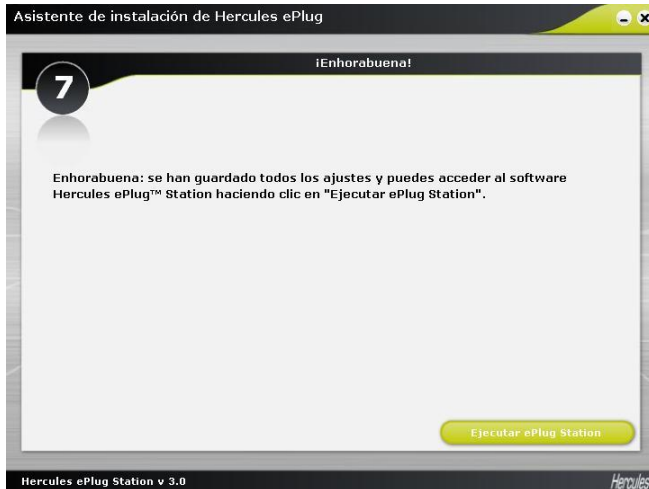 Asistente de instalación de Hercules ePlug
¡Enhorabuena!
7
Enhorabuena: se han guardado todos los ajustes y puedes acceder al software
Hercules ePlug™ Station haciendo clic en "Ejecutar ePlug Station".
Ejecutar ePlug Station
Hercules ePlug Station v 3.0
Hercules